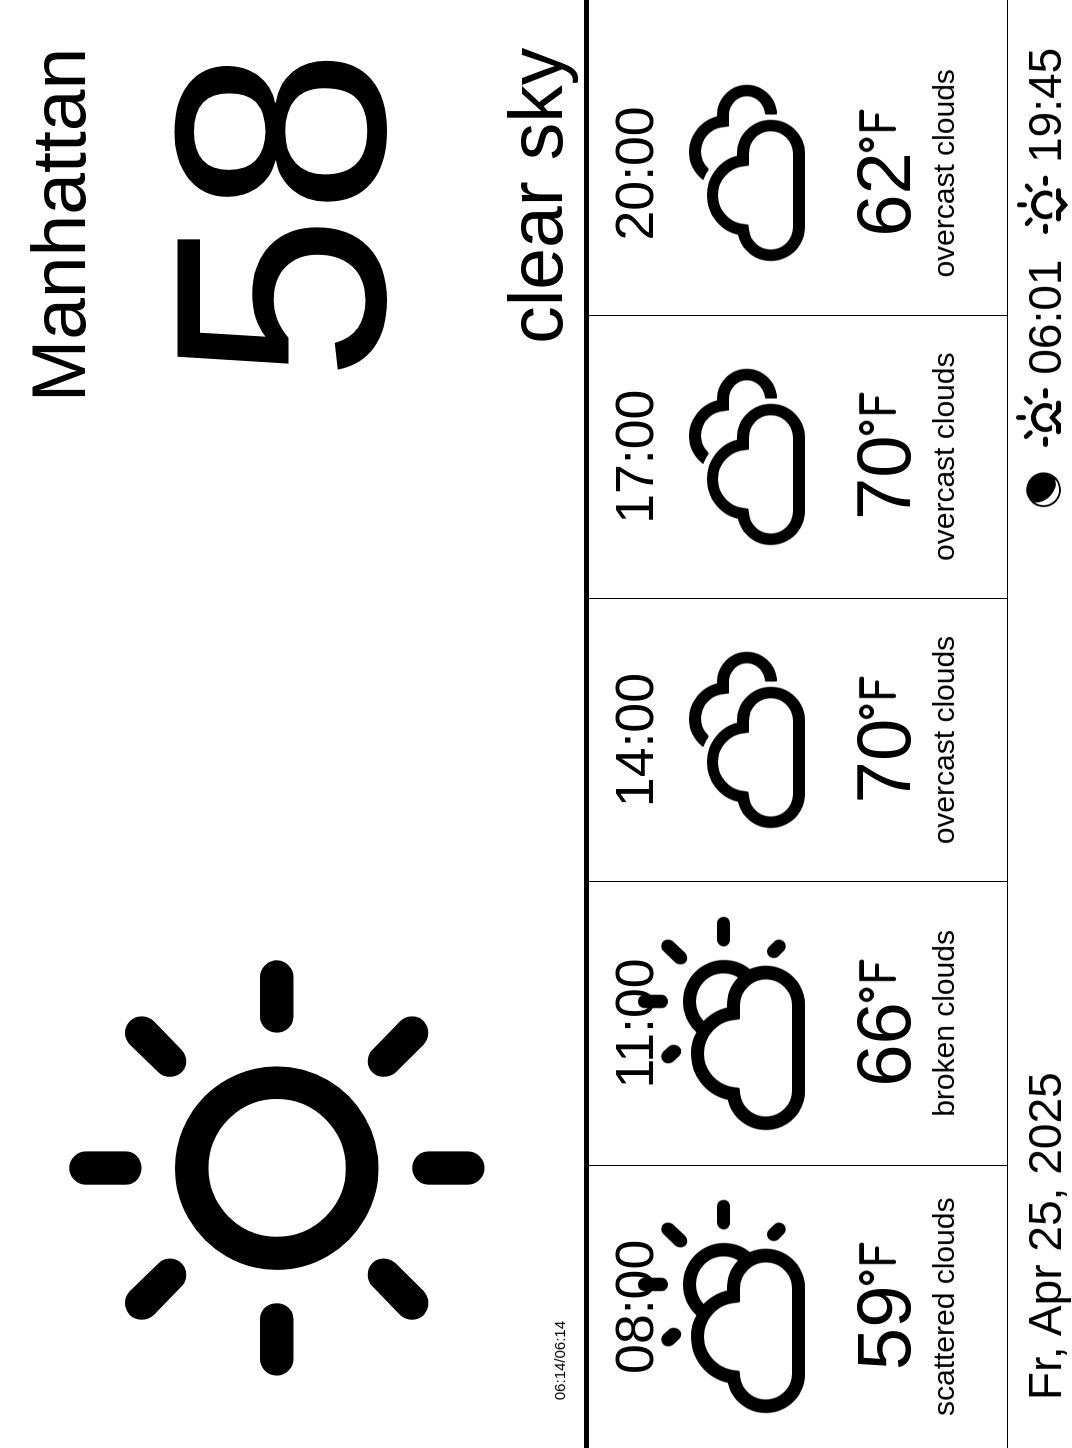 Manhattan
58
clear sky
06:14/06:14
08:00
59°F
scattered clouds
11:00
66°F
broken clouds
14:00
70°F
overcast clouds
17:00
70°F
overcast clouds
20:00
62°F
overcast clouds
Fr, Apr 25, 2025
06:01
19:45